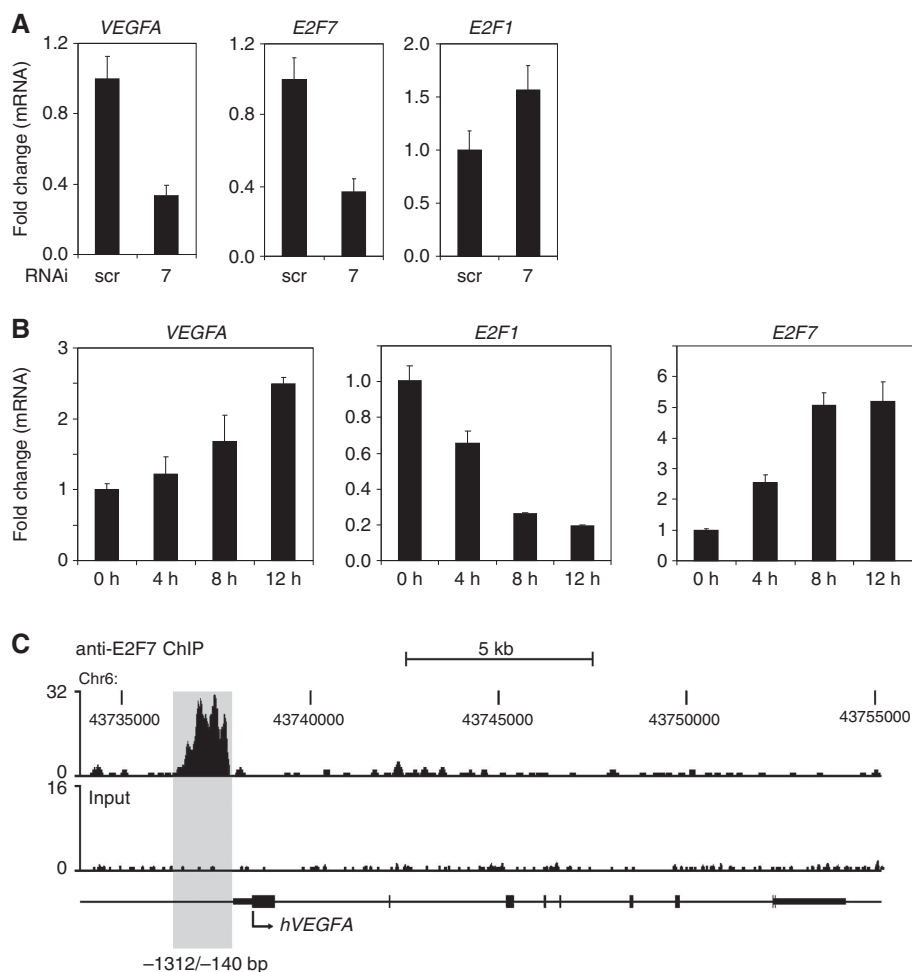 A
VEGFA
E2F7
E2F1
Fold change (mRNA)
1.2
0.8
0.4
0.0
1.2
0.8
0.4
0.0
2.0
1.5
1.0
0.5
0.0
RNAi
scr 7
scr 7
scr 7
B
VEGFA
E2F1
E2F7
Fold change (mRNA)
3
2
1
0
1.0
0.8
0.6
0.4
0.2
0.0
6
5
4
3
2
1
0
0 h 4 h 8 h 12 h
0 h 4 h 8 h 12 h
0 h 4 h 8 h 12 h
C
anti-E2F7 ChIP
5 kb
Chr6:
32
43735000 43740000 43745000 43750000 43755000
0
16
Input
0
hVEGFA
–1312/–140 bp